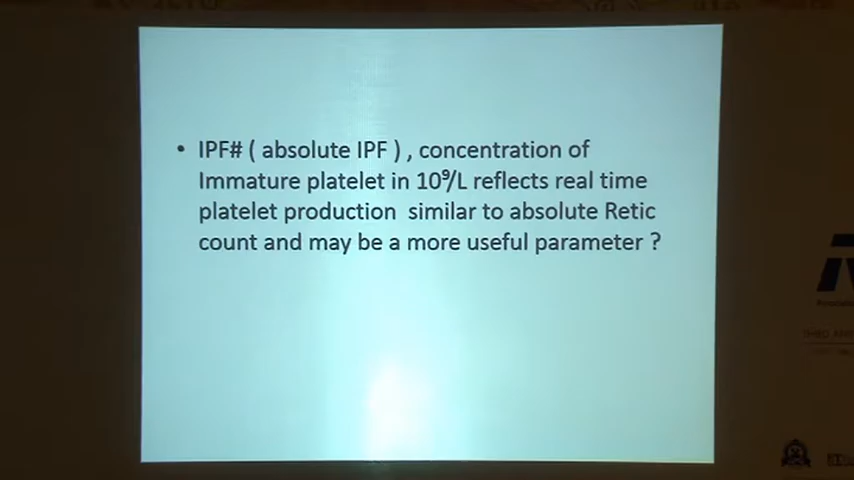 • IPF# ( absolute IPF ) , concentration of
Immature platelet in 10⁹/L reflects real time
platelet production similar to absolute Retic
count and may be a more useful parameter ?